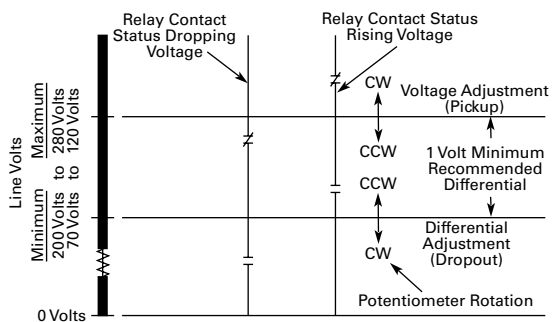 Relay Contact
Status Dropping
Voltage
Relay Contact Status
Rising Voltage
Line Volts
Minimum to Maximum
200 Volts to 280 Volts
70 Volts to 120 Volts
CW
CCW
CCW
CW
Voltage Adjustment
(Pickup)
1 Volt Minimum
Recommended
Differential
Differential
Adjustment
(Dropout)
Potentiometer Rotation
0 Volts